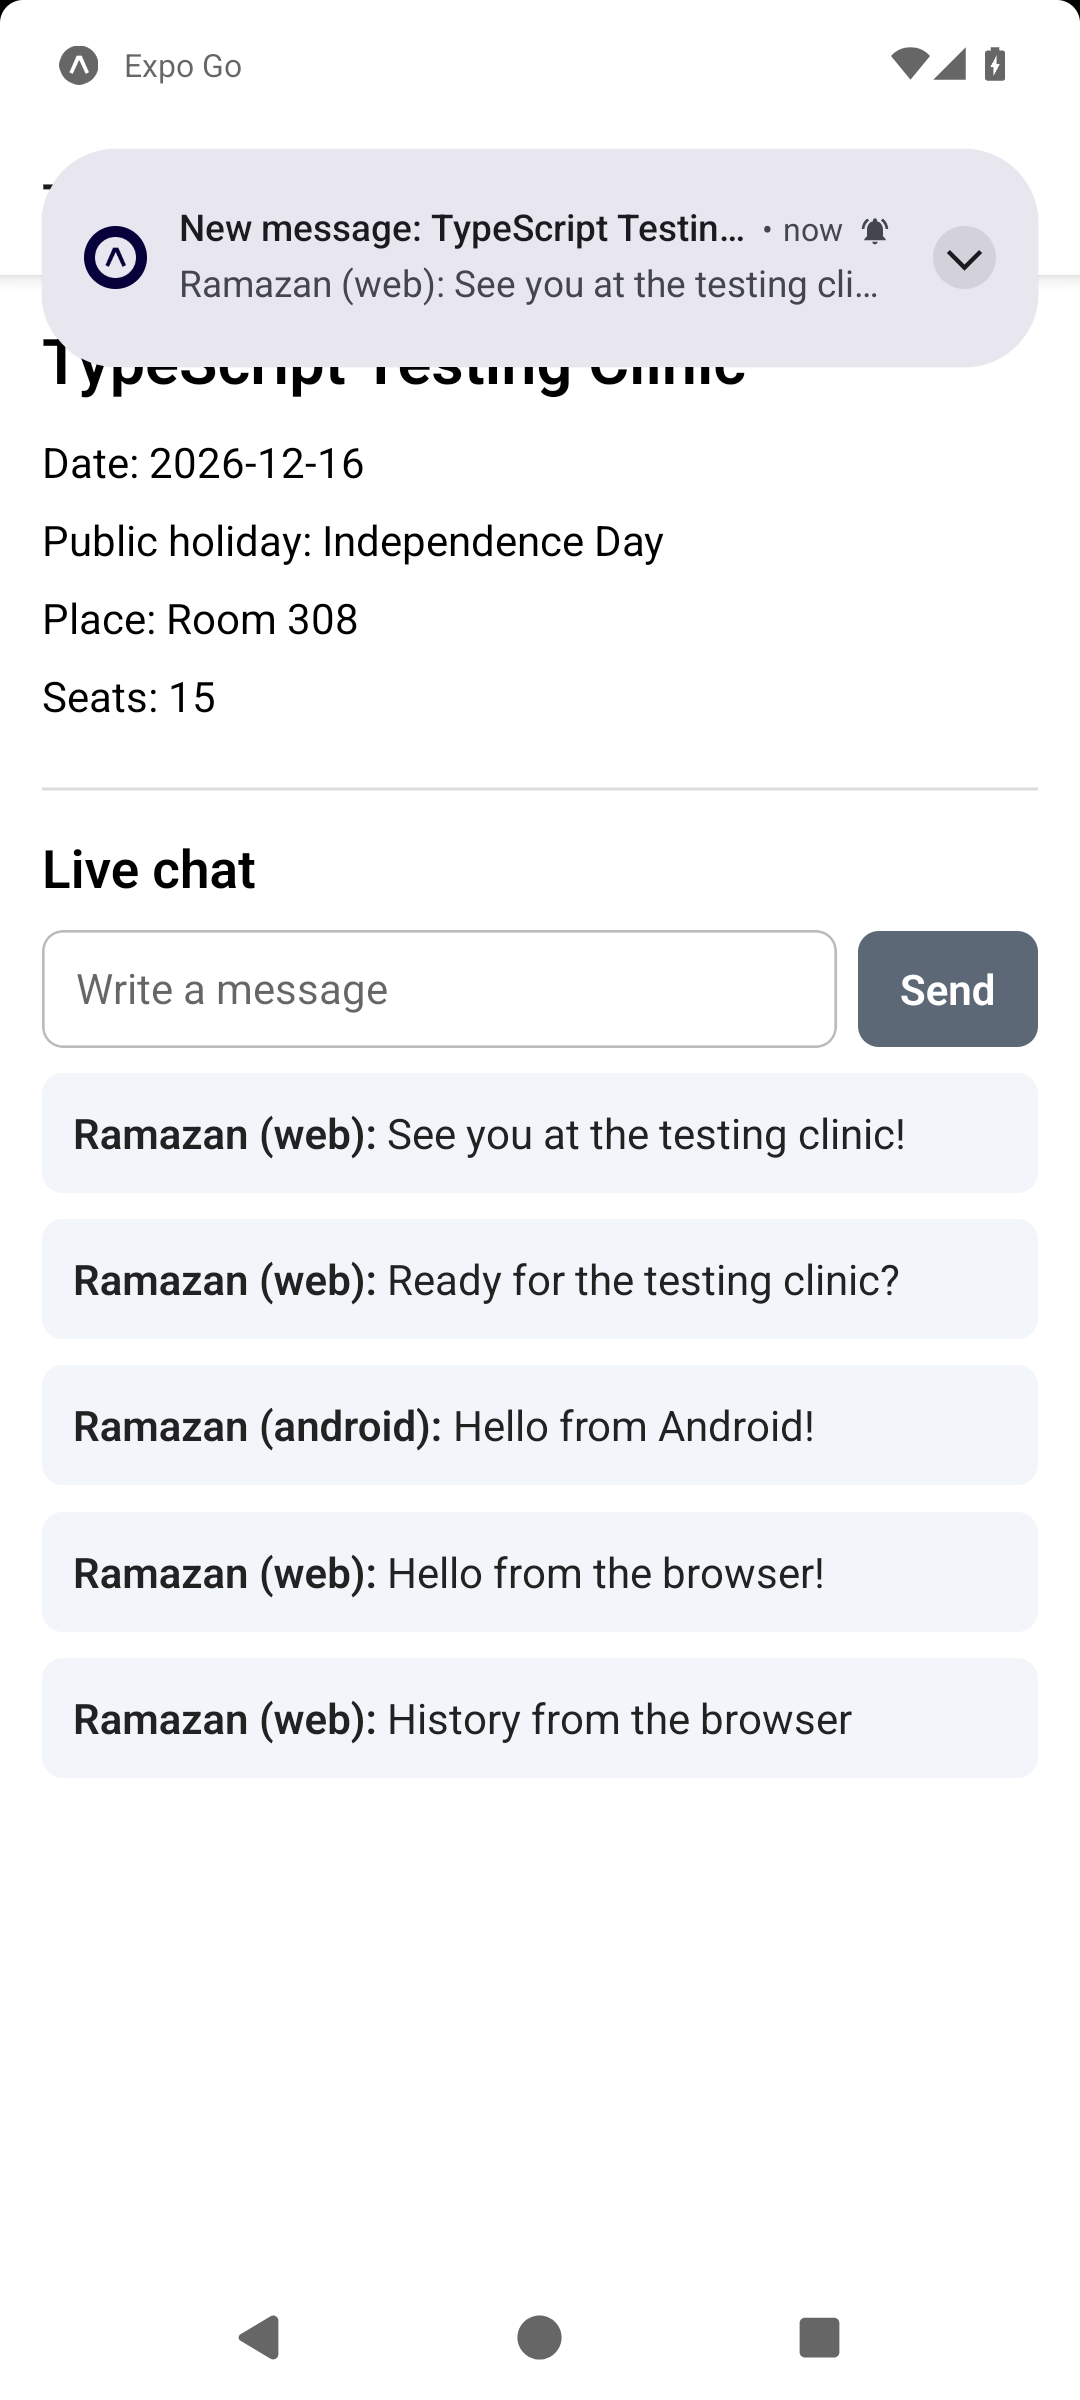 Expo Go
New message: TypeScript Testin... • now
Ramazan (web): See you at the testing cli...
TypeScript Testing Clinic
Date: 2026-12-16
Public holiday: Independence Day
Place: Room 308
Seats: 15
Live chat
Write a message
Send
Ramazan (web): See you at the testing clinic!
Ramazan (web): Ready for the testing clinic?
Ramazan (android): Hello from Android!
Ramazan (web): Hello from the browser!
Ramazan (web): History from the browser